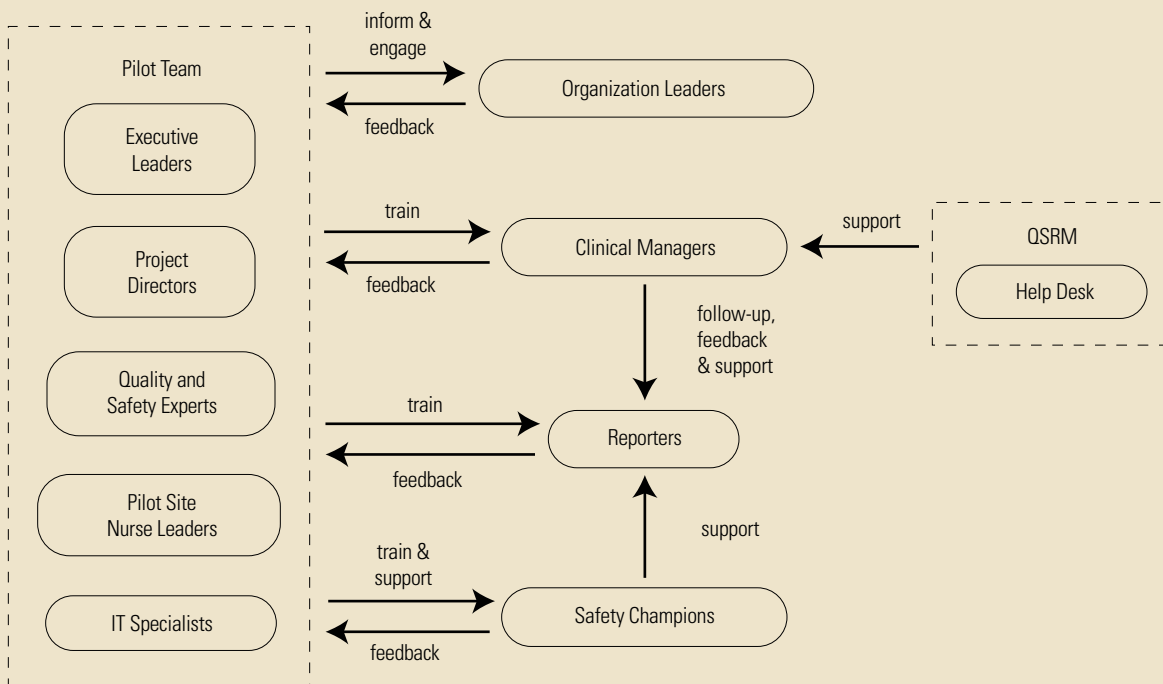 Pilot Team
Executive
Leaders
Project
Directors
Quality and
Safety Experts
Pilot Site
Nurse Leaders
IT Specialists
inform &
engage
feedback
Organization Leaders
train
feedback
Clinical Managers
support
QSRM
Help Desk
follow-up,
feedback
& support
train
feedback
Reporters
support
train &
support
feedback
Safety Champions